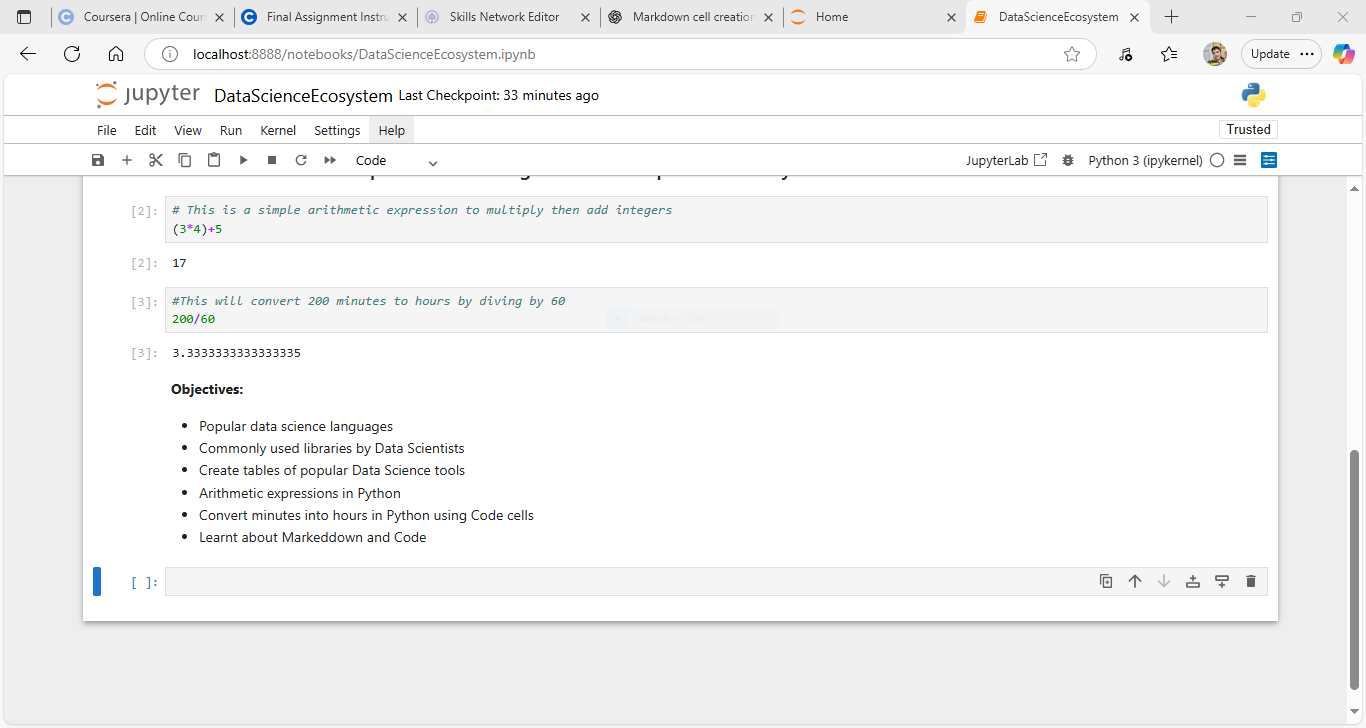 Coursera | Online Cour
Final Assignment Instru
Skills Network Editor
Markdown cell creation
Home
DataScienceEcosystem
localhost:8888/notebooks/DataScienceEcosystem.ipynb
Update
jupyter DataScienceEcosystem Last Checkpoint: 33 minutes ago
File Edit View Run Kernel Settings Help
Trusted
Code
JupyterLab
Python 3 (ipykernel)
[2]: # This is a simple arithmetic expression to multiply then add integers
(3*4)+5
[2]: 17
[3]: #This will convert 200 minutes to hours by diving by 60
200/60
Window Snip
[3]: 3.3333333333333335
Objectives:
• Popular data science languages
• Commonly used libraries by Data Scientists
• Create tables of popular Data Science tools
• Arithmetic expressions in Python
• Convert minutes into hours in Python using Code cells
• Learnt about Markeddown and Code
[ ]: